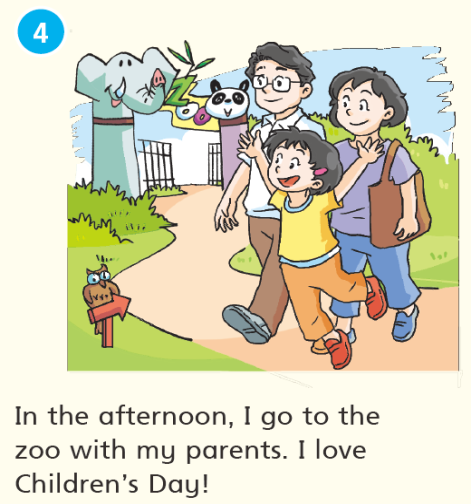 4
ZOO
In the afternoon, I go to the
zoo with my parents. I love
Children's Day!